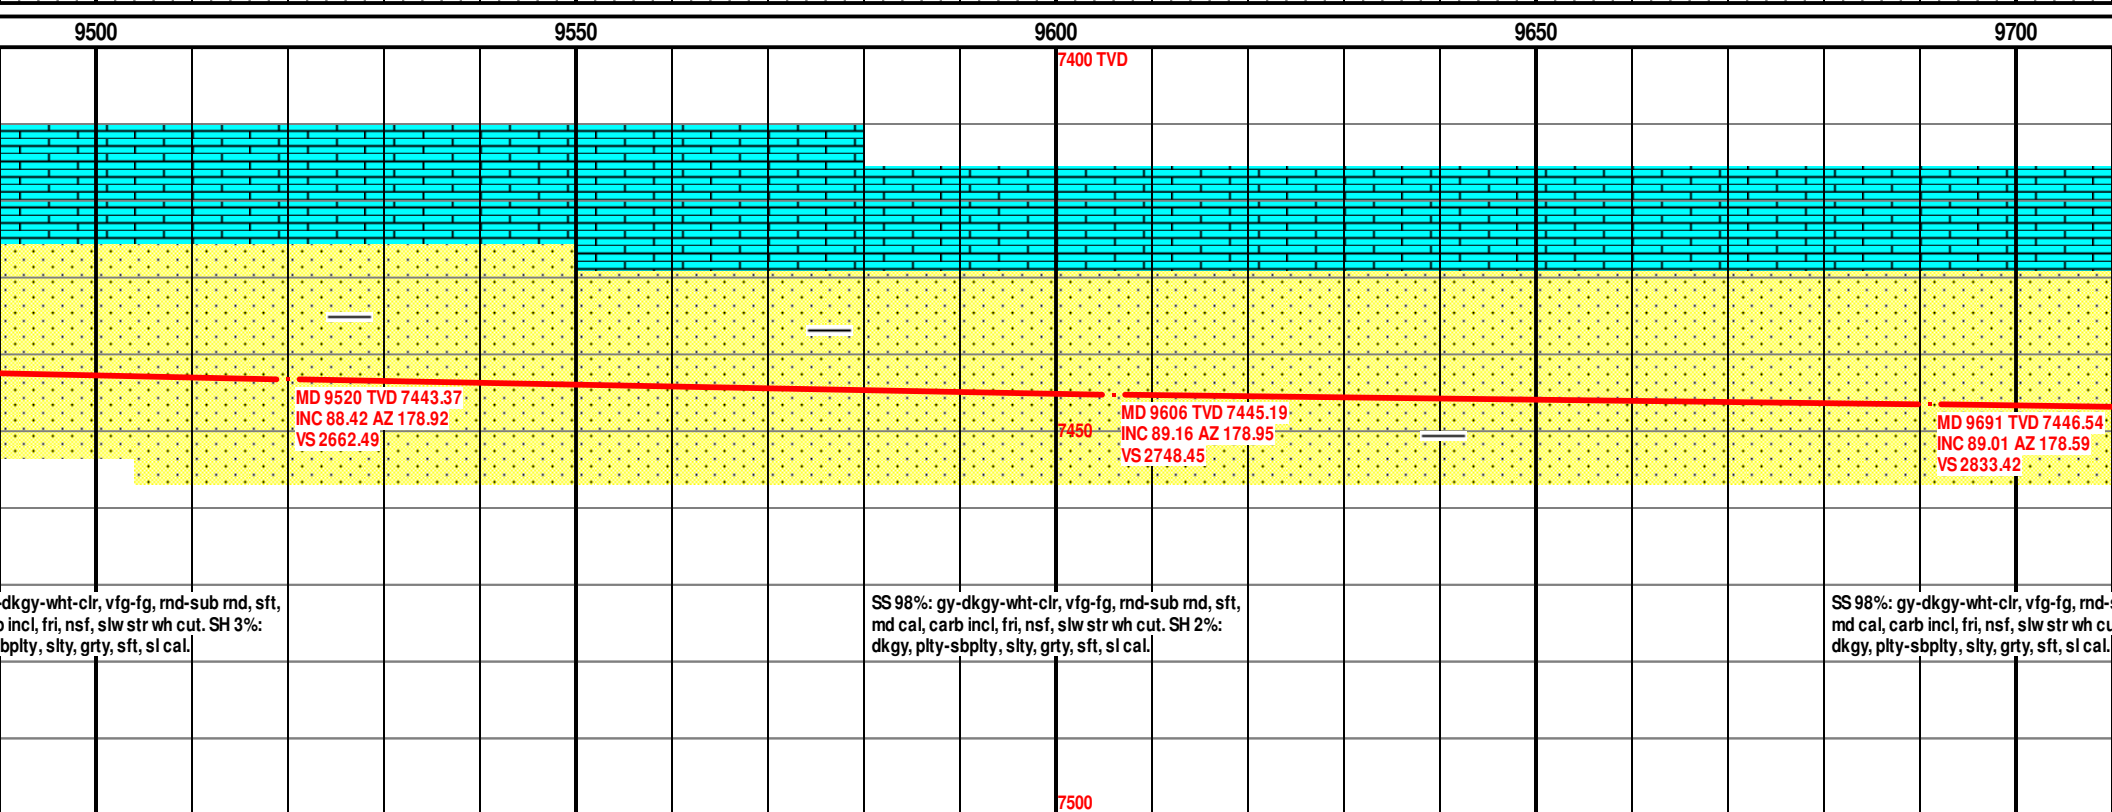 9500 9550 9600 9650 9700
7400 TVD
MD 9520 TVD 7443.37
INC 88.42 AZ 178.92
VS 2662.49
MD 9606 TVD 7445.19
INC 89.16 AZ 178.95
VS 2748.45
7450
MD 9691 TVD 7446.54
INC 89.01 AZ 178.59
VS 2833.42
-dkgy-wht-clr, vfg-fg, rnd-sub rnd, sft,
incl, fri, nsf, slw str wh cut. SH 3%:
bplty, slty, grty, sft, sl cal.
SS 98%: gy-dkgy-wht-clr, vfg-fg, rnd-sub rnd, sft,
md cal, carb incl, fri, nsf, slw str wh cut. SH 2%:
dkgy, plty-sbplty, slty, grty, sft, sl cal.
SS 98%: gy-dkgy-wht-clr, vfg-fg, rnd-s
md cal, carb incl, fri, nsf, slw str wh cu
dkgy, plty-sbplty, slty, grty, sft, sl cal.
7500